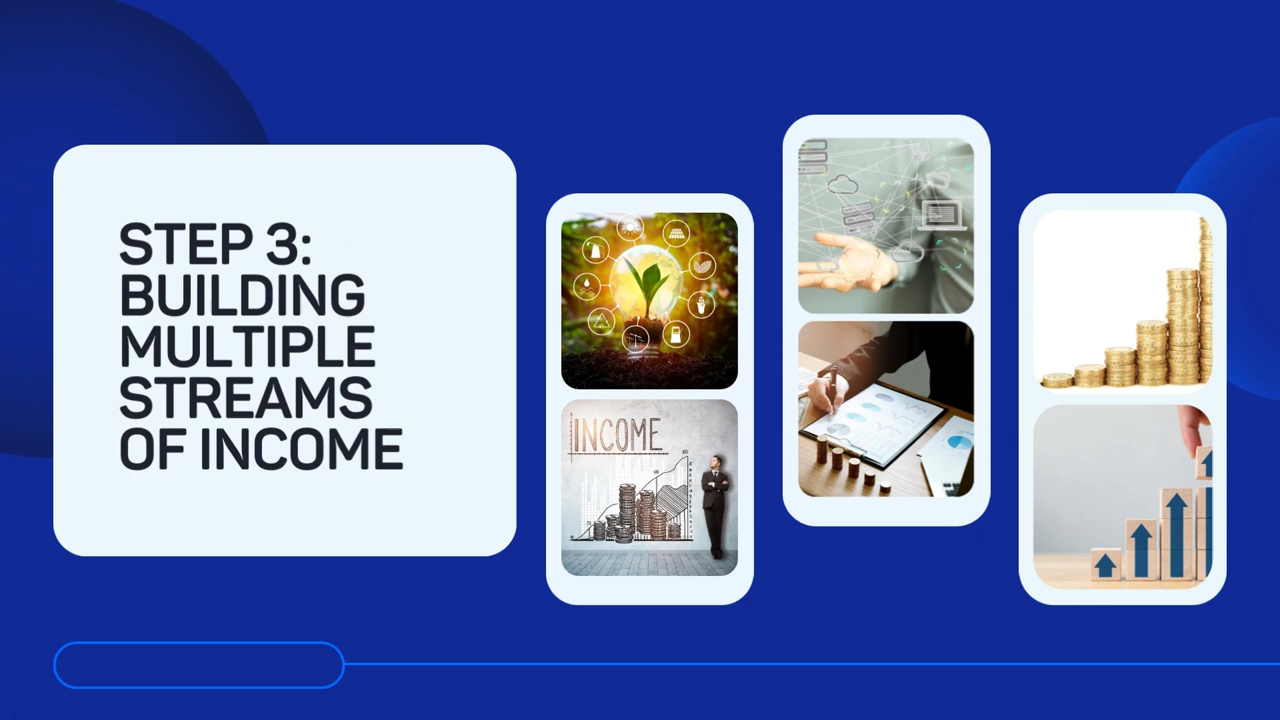 STEP 3:
BUILDING
MULTIPLE
STREAMS
OF INCOME
INCOME